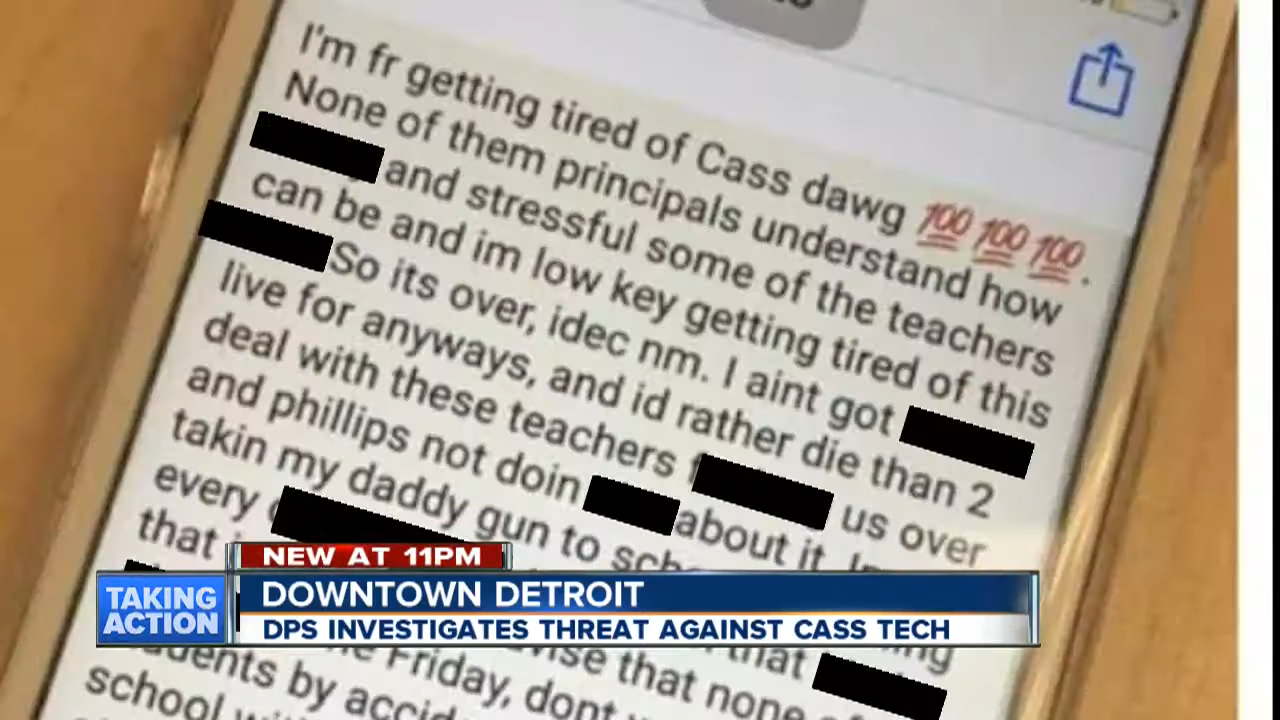 I'm fr getting tired of Cass dawg 💯💯💯.
None of them principals understand how
and stressful some of the teachers
can be and im low key getting tired of this
So its over, idec nm. I aint got
live for anyways, and id rather die than 2
deal with these teachers us over
and phillips not doin about it.
takin my daddy gun to
every
that
NEW AT 11PM
TAKING
ACTION
DOWNTOWN DETROIT
DPS INVESTIGATES THREAT AGAINST CASS TECH
that
that none
Friday, dont
by
school